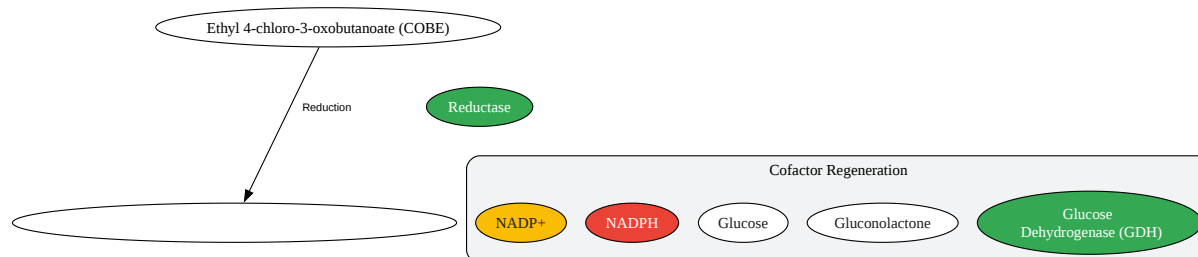 Ethyl 4-chloro-3-oxobutanoate (COBE)
Reduction
Reductase
Cofactor Regeneration
NADP+
NADPH
Glucose
Gluconolactone
Glucose
Dehydrogenase (GDH)